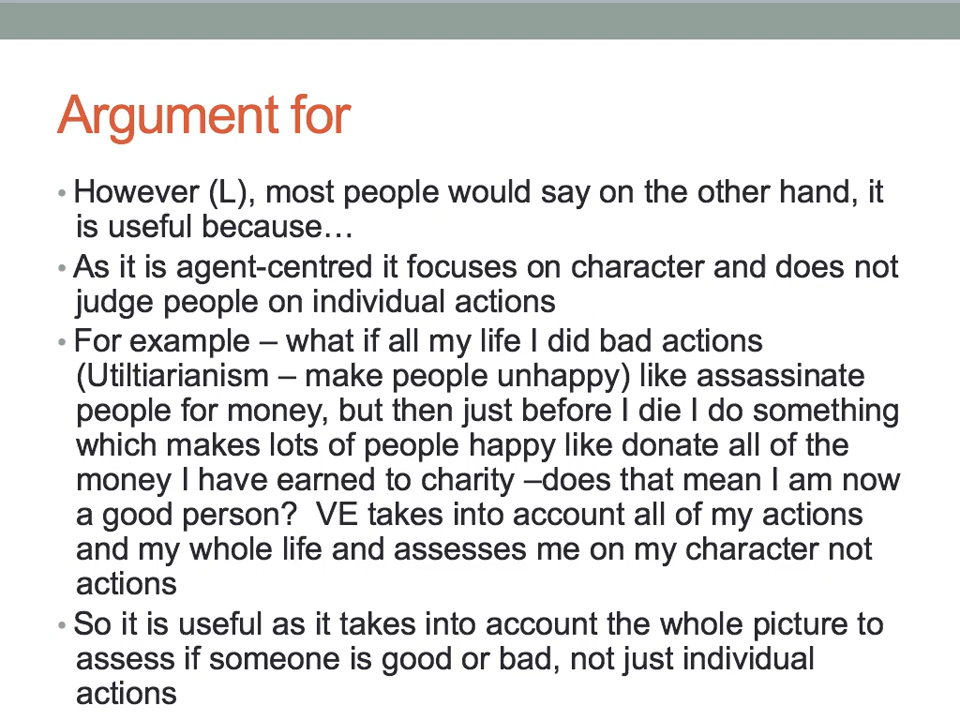 Argument for
• However (L), most people would say on the other hand, it
is useful because…
• As it is agent-centred it focuses on character and does not
judge people on individual actions
• For example – what if all my life I did bad actions
(Utiltiarianism – make people unhappy) like assassinate
people for money, but then just before I die I do something
which makes lots of people happy like donate all of the
money I have earned to charity –does that mean I am now
a good person?  VE takes into account all of my actions
and my whole life and assesses me on my character not
actions
• So it is useful as it takes into account the whole picture to
assess if someone is good or bad, not just individual
actions